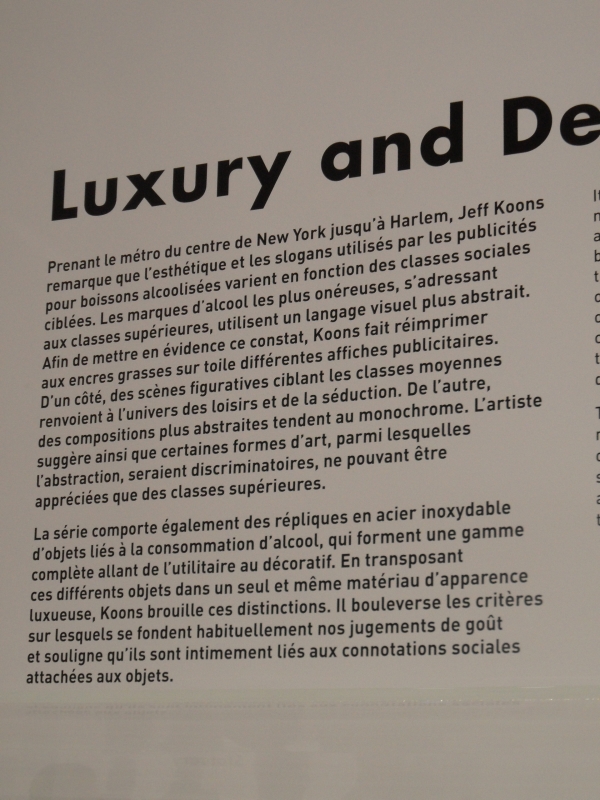 Luxury and De
Prenant le métro du centre de New York jusqu'à Harlem, Jeff Koons
remarque que l'esthétique et les slogans utilisés par les publicités
pour boissons alcoolisées varient en fonction des classes sociales
ciblées. Les marques d'alcool les plus onéreuses, s'adressant
aux classes supérieures, utilisent un langage visuel plus abstrait.
Afin de mettre en évidence ce constat, Koons fait réimprimer
aux encres grasses sur toile différentes affiches publicitaires.
D'un côté, des scènes figuratives ciblant les classes moyennes
renvoient à l'univers des loisirs et de la séduction. De l'autre,
des compositions plus abstraites tendent au monochrome. L'artiste
suggère ainsi que certaines formes d'art, parmi lesquelles
l'abstraction, seraient discriminatoires, ne pouvant être
appréciées que des classes supérieures.
La série comporte également des répliques en acier inoxydable
d'objets liés à la consommation d'alcool, qui forment une gamme
complète allant de l'utilitaire au décoratif. En transposant
ces différents objets dans un seul et même matériau d'apparence
luxueuse, Koons brouille ces distinctions. Il bouleverse les critères
sur lesquels se fondent habituellement nos jugements de goût
et souligne qu'ils sont intimement liés aux connotations sociales
attachées aux objets.